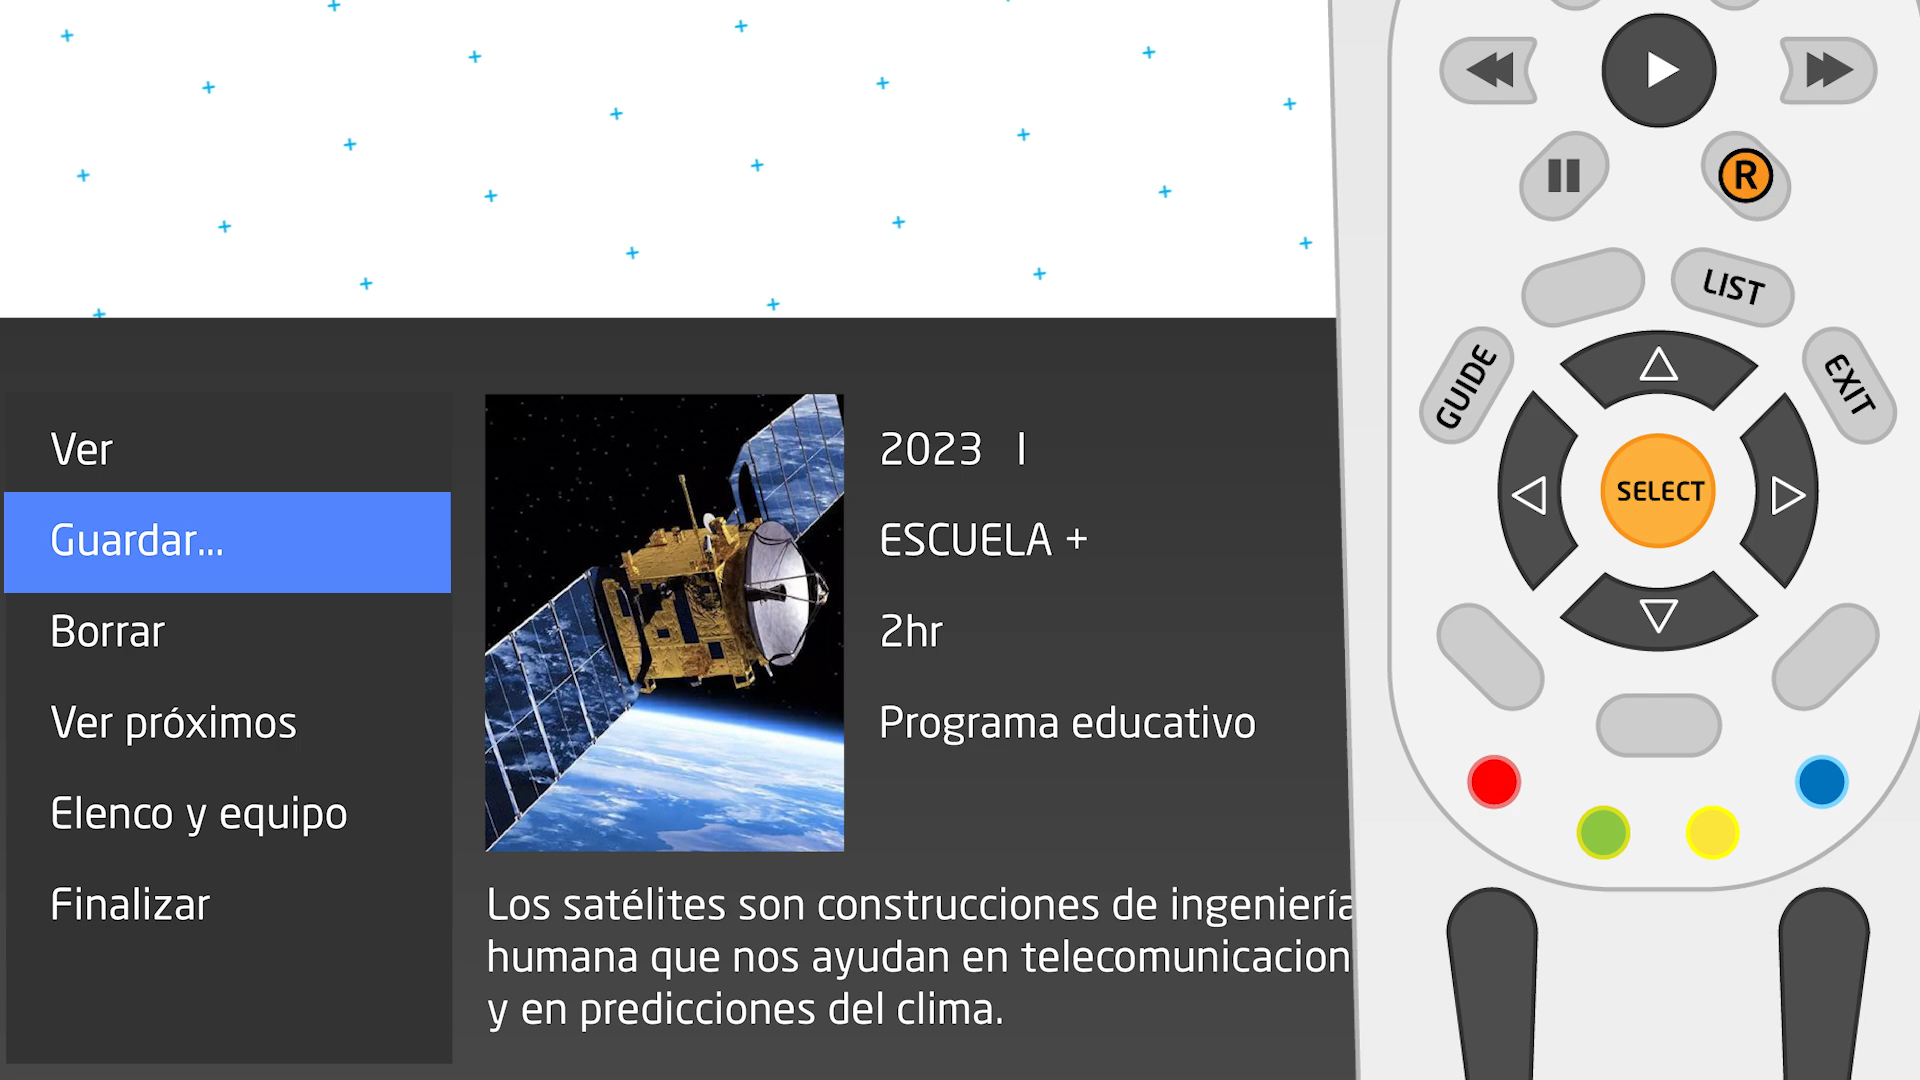 Ver
Guardar...
Borrar
Ver próximos
Elenco y equipo
Finalizar
2023 |
ESCUELA +
2hr
Programa educativo
Los satélites son construcciones de ingeniería
humana que nos ayudan en telecomunicacion
y en predicciones del clima.
R
LIST
GUIDE
EXIT
SELECT